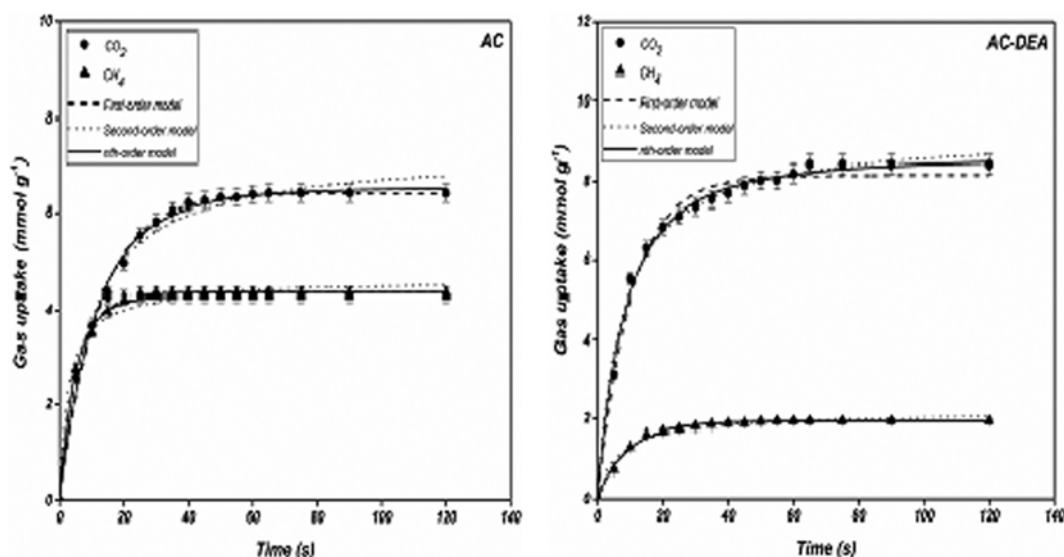 10
8
6
4
2
0
AC
CO2
CH4
First-order model
Second-order model
nth-order model
Gas uptake (mmol g-1)
0 20 40 60 80 100 120 140
Time (s)
12
10
8
6
4
2
0
AC-DEA
CO2
CH4
First-order model
Second-order model
nth-order model
Gas uptake (mmol g-1)
0 20 40 60 80 100 120 140
Time (s)